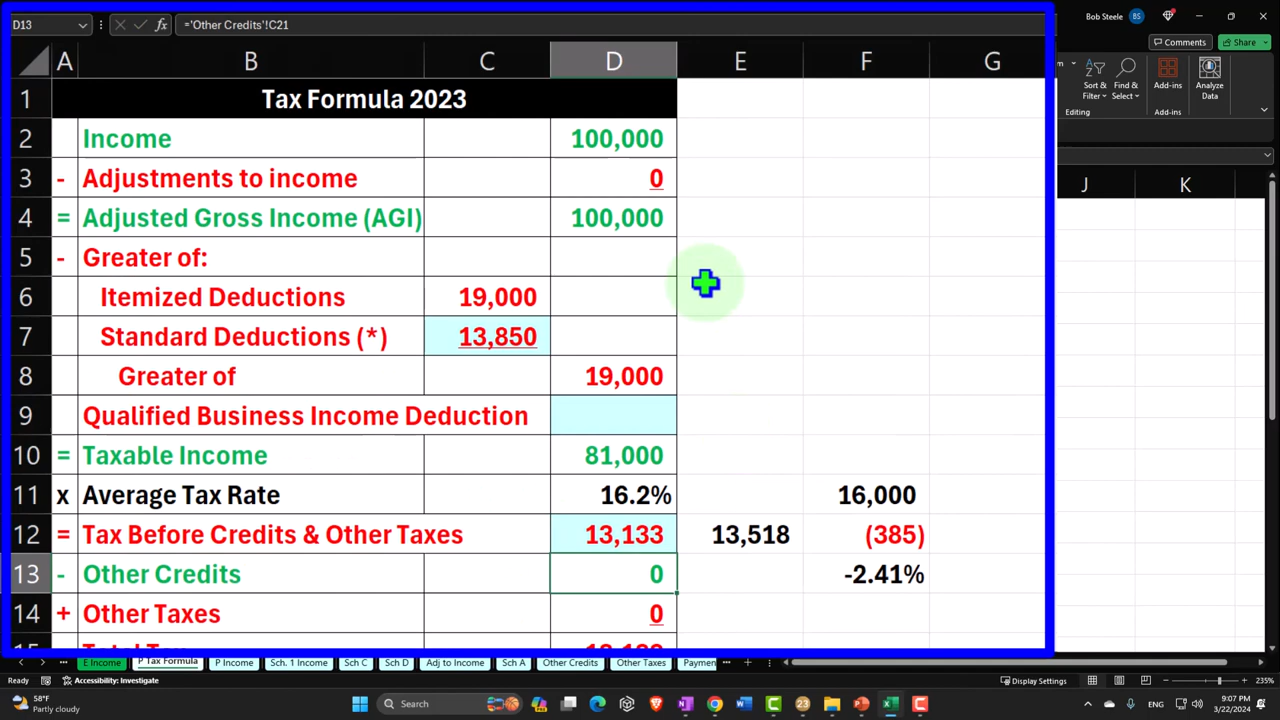 D13
fx
='Other Credits'!C21
Bob Steele
BS
Comments
Share
Sort &
Filter
Find &
Select
Add-ins
Analyze
Data
Editing
Add-ins
A B C D E F G
J K
1 Tax Formula 2023
2 Income 100,000
3 - Adjustments to income 0
4 = Adjusted Gross Income (AGI) 100,000
5 - Greater of:
6 Itemized Deductions 19,000
7 Standard Deductions (*) 13,850
8 Greater of 19,000
9 Qualified Business Income Deduction
10 = Taxable Income 81,000
11 x Average Tax Rate 16.2% 16,000
12 = Tax Before Credits & Other Taxes 13,133 13,518 (385)
13 - Other Credits 0 -2.41%
14 + Other Taxes 0
E Income P Tax Formula P Income Sch. 1 Income Sch C Sch D Adj to Income Sch A Other Credits Other Taxes Paymen
Ready Accessibility: Investigate Display Settings 235%
58°F
Partly cloudy
Search
ENG
9:07 PM
3/22/2024